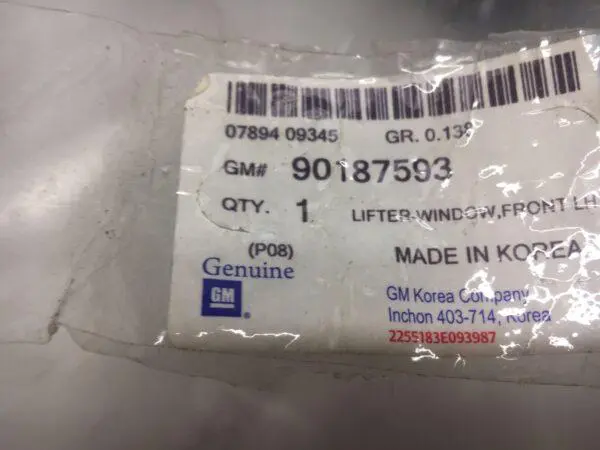 07894 09345 GR. 0.138
GM# 90187593
QTY. 1 LIFTER-WINDOW,FRONT LH
(P08) MADE IN KOREA
Genuine
GM
GM Korea Company
Inchon 403-714, Korea
2255183E093987